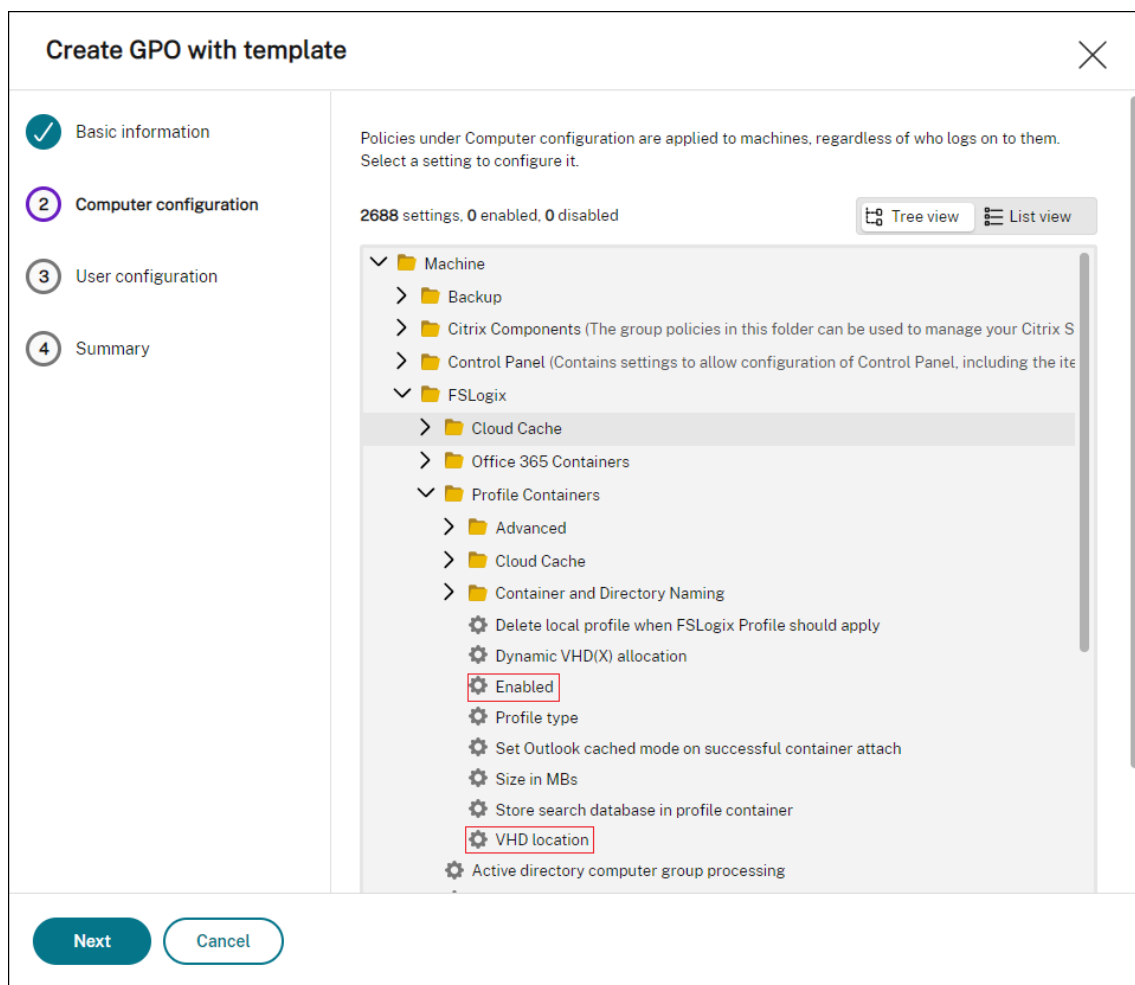 Create GPO with template
Basic information
2 Computer configuration
3 User configuration
4 Summary
Policies under Computer configuration are applied to machines, regardless of who logs on to them.
Select a setting to configure it.
2688 settings, 0 enabled, 0 disabled
Tree view
List view
Machine
Backup
Citrix Components (The group policies in this folder can be used to manage your Citrix S
Control Panel (Contains settings to allow configuration of Control Panel, including the ite
FSLogix
Cloud Cache
Office 365 Containers
Profile Containers
Advanced
Cloud Cache
Container and Directory Naming
Delete local profile when FSLogix Profile should apply
Dynamic VHD(X) allocation
Enabled
Profile type
Set Outlook cached mode on successful container attach
Size in MBs
Store search database in profile container
VHD location
Active directory computer group processing
Next
Cancel